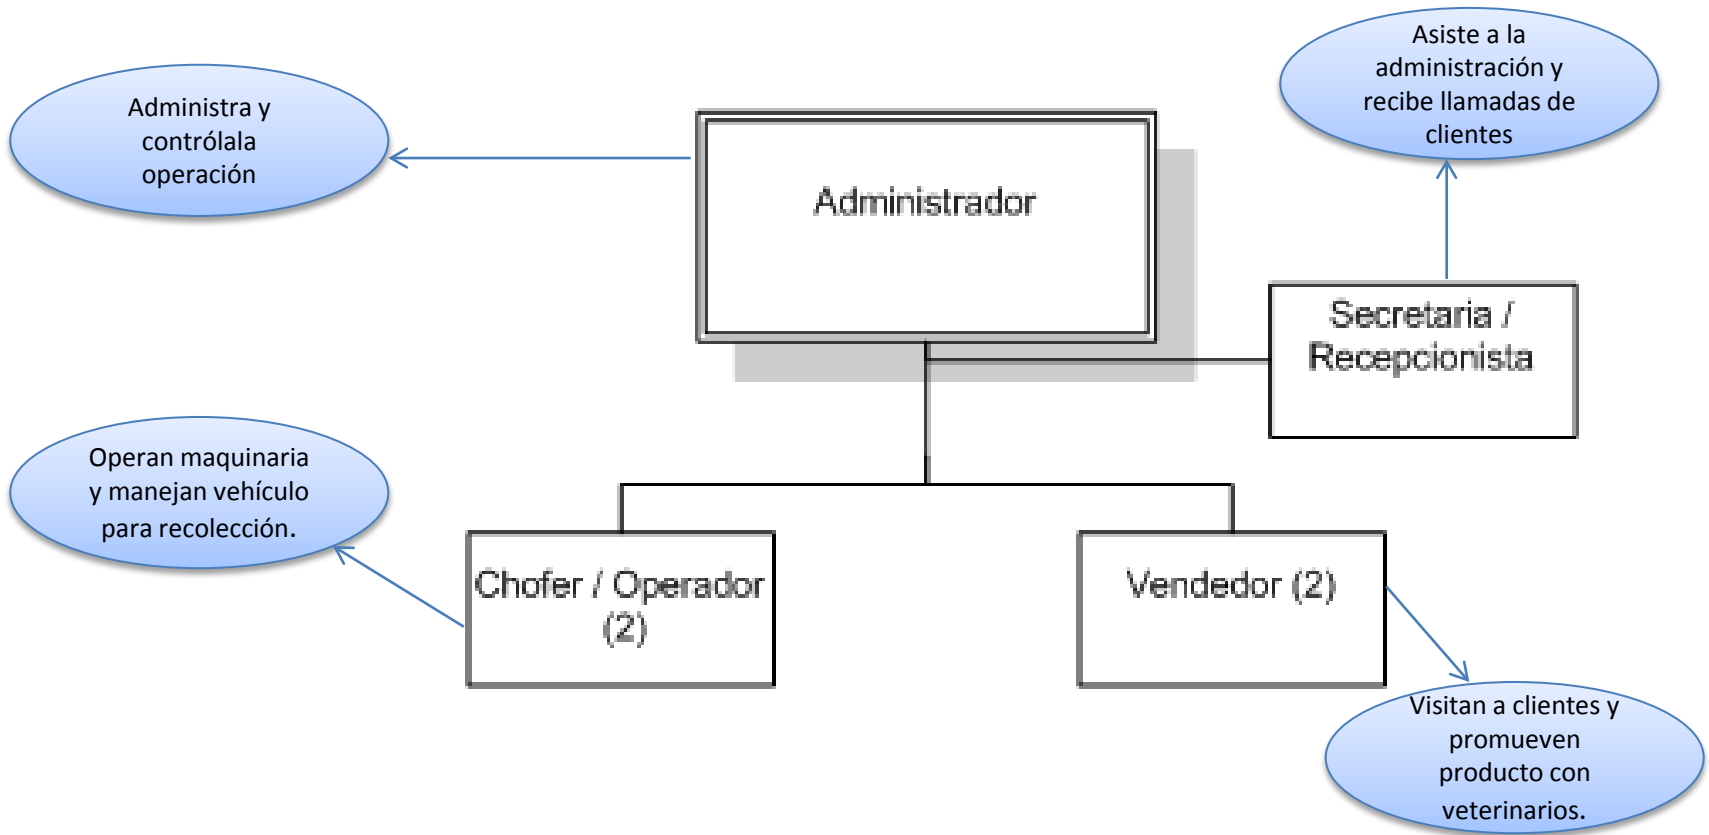 Asiste a la
administración y
recibe llamadas de
clientes
Administra y
contrólala
operación
Administrador
Secretaria /
Recepcionista
Operan maquinaria
y manejan vehículo
para recolección.
Chofer / Operador
(2)
Vendedor (2)
Visitan a clientes y
promueven
producto con
veterinarios.